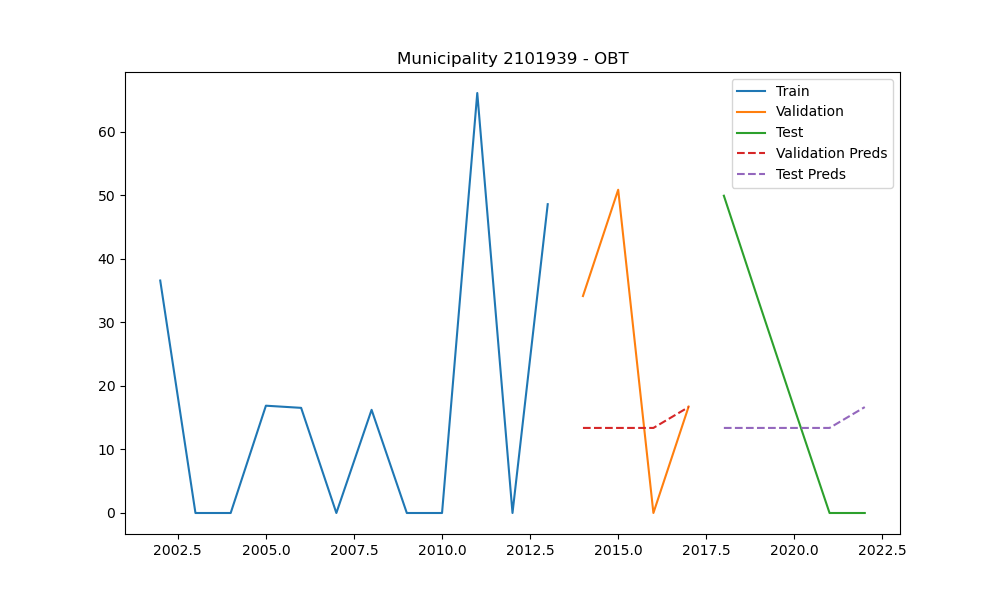 Municipality 2101939 - OBT
Train
Validation
Test
Validation Preds
Test Preds
60
50
40
30
20
10
0
2002.5 2005.0 2007.5 2010.0 2012.5 2015.0 2017.5 2020.0 2022.5